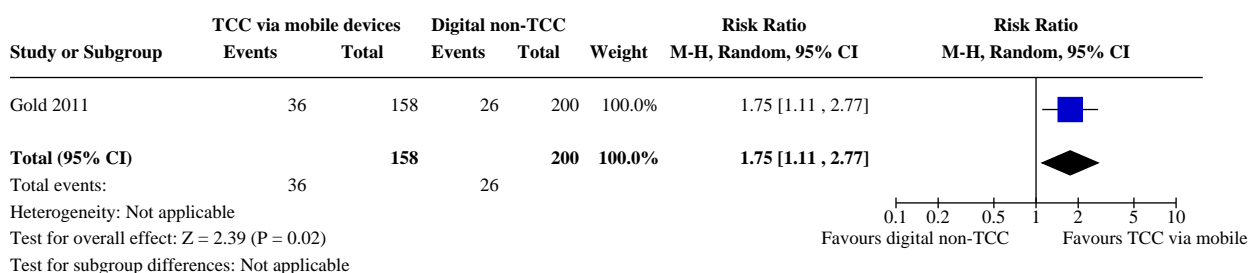 TCC via mobile devices Digital non-TCC Risk Ratio Risk Ratio
Study or Subgroup Events Total Events Total Weight M-H, Random, 95% CI M-H, Random, 95% CI
Gold 2011 36 158 26 200 100.0% 1.75 [1.11 , 2.77]
Total (95% CI) 158 200 100.0% 1.75 [1.11 , 2.77]
Total events: 36 26
Heterogeneity: Not applicable
0.1 0.2 0.5 1 2 5 10
Test for overall effect: Z = 2.39 (P = 0.02) Favours digital non-TCC Favours TCC via mobile
Test for subgroup differences: Not applicable